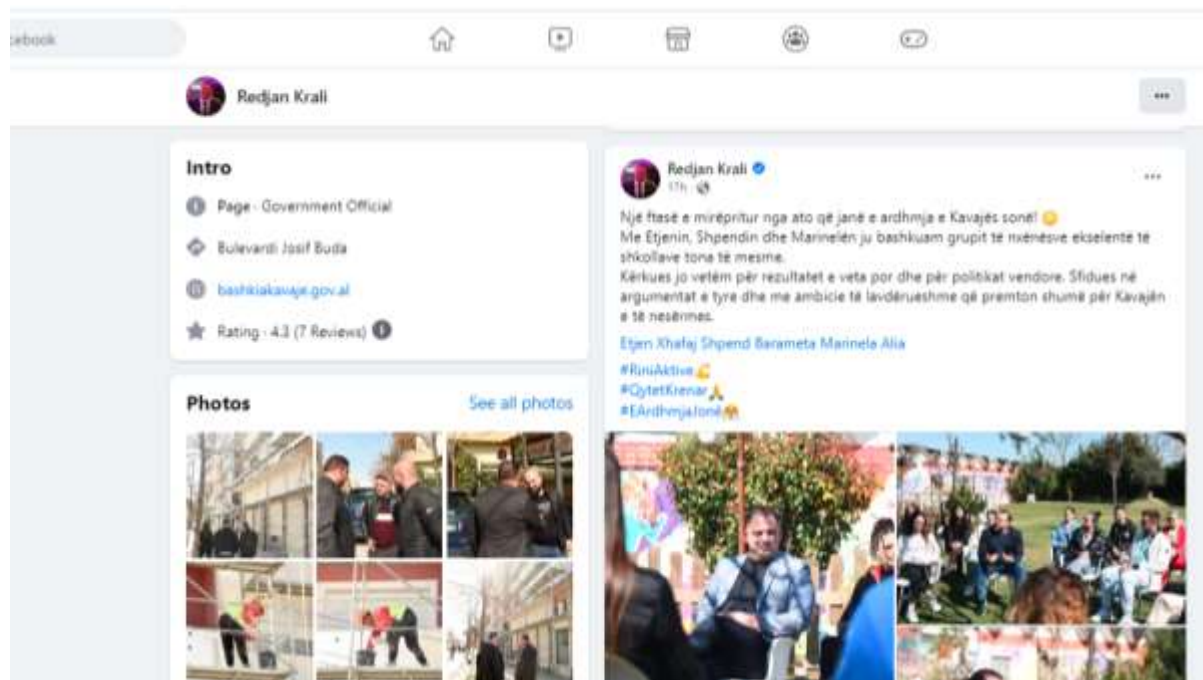 Redjan Krali
Intro
Page · Government Official
Bulevardi Josif Buda
bashkiakavaje.gov.al
Rating · 4.3 (7 Reviews)
Photos
See all photos
Redjan Krali
17h ·
Një ftesë e mirëpritur nga ato që janë e ardhmja e Kavajës sonë!
Me Etjenin, Shpendin dhe Marinelën ju bashkuam grupit të nxënësve ekselente të
shkollave tona të mesme.
Kërkues jo vetëm për rezultatet e veta por dhe për politikat vendore. Sfidues në
argumentat e tyre dhe me ambicie të lavdërueshme që premton shumë për Kavajën
e të nesërmes.
Etjen Xhafaj Shpend Barameta Marinela Alia
#RiniAktive
#QytetKrenar
#EArdhmjaJonë